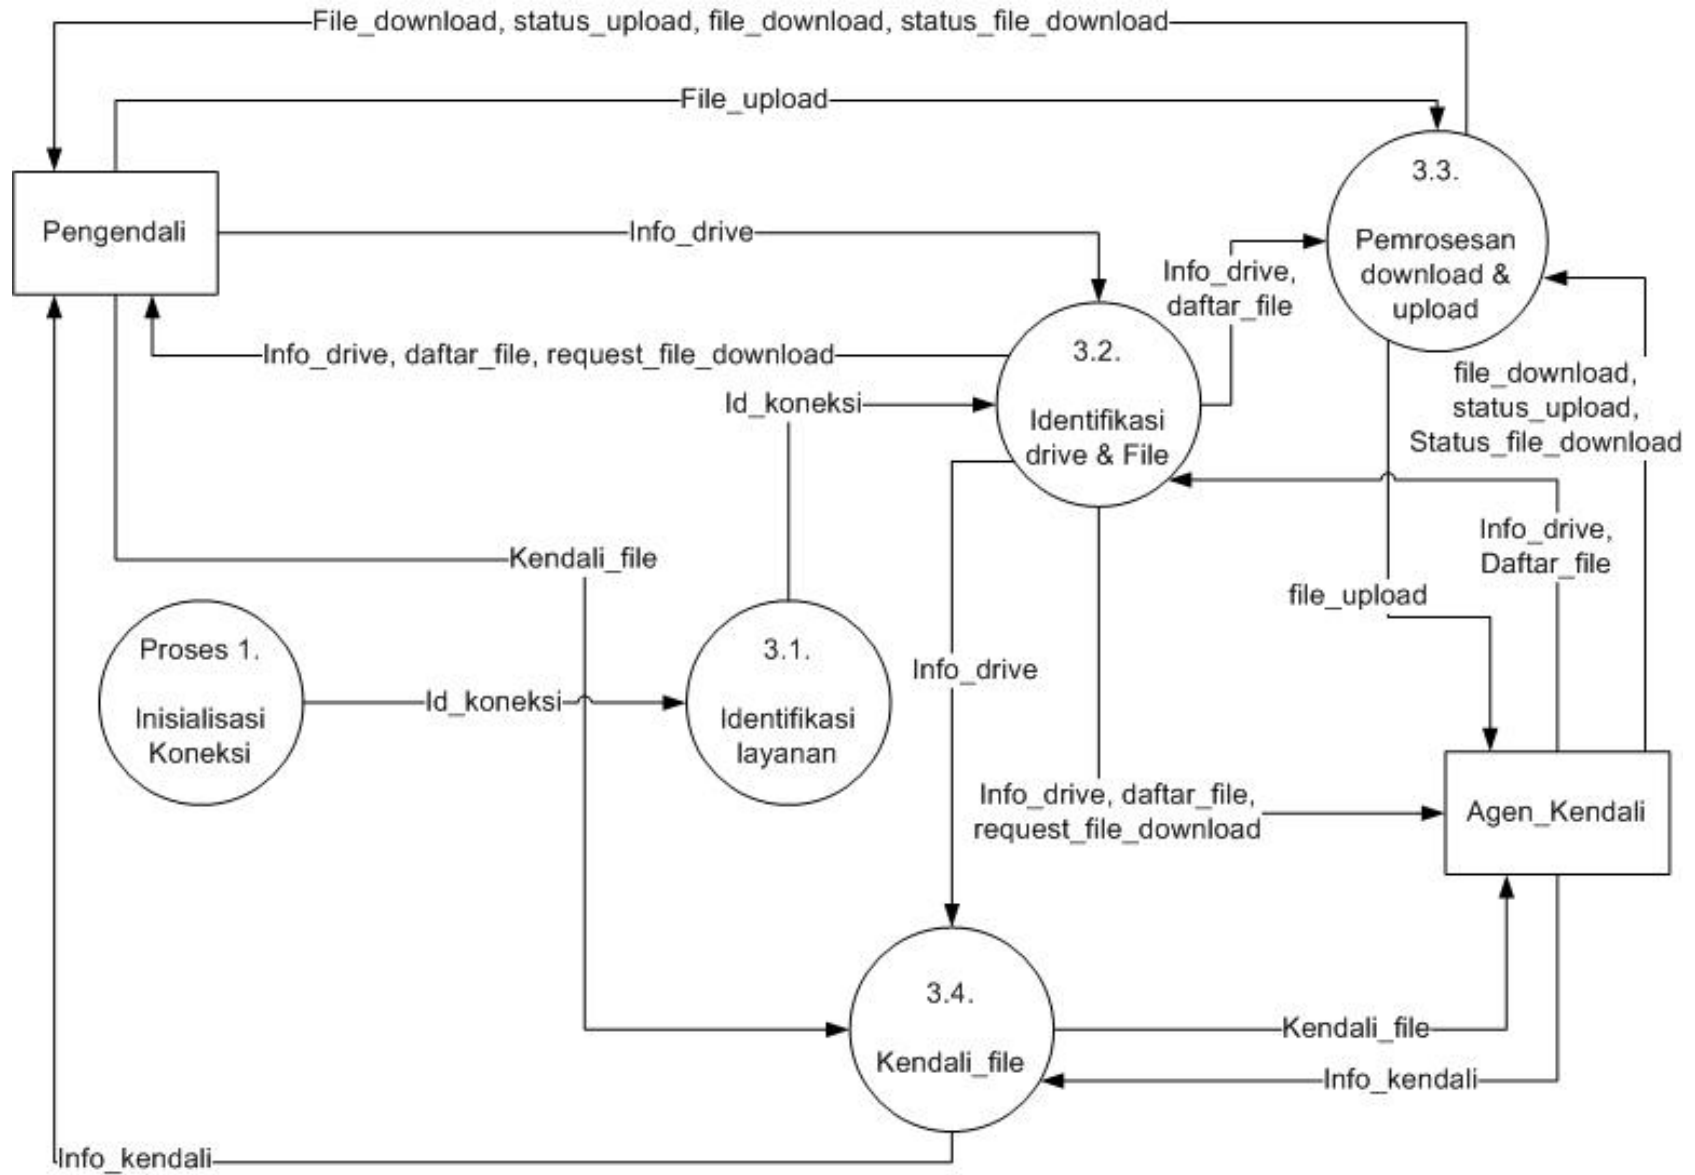 File_download, status_upload, file_download, status_file_download
File_upload
3.3.
Pemrosesan
download &
upload
Pengendali
Info_drive
Info_drive,
daftar_file
3.2.
Identifikasi
drive & File
Info_drive, daftar_file, request_file_download
Id_koneksi
file_download,
status_upload,
Status_file_download
Info_drive,
Daftar_file
Kendali_file
file_upload
Proses 1.
Inisialisasi
Koneksi
Id_koneksi
3.1.
Identifikasi
layanan
Info_drive
Info_drive, daftar_file,
request_file_download
Agen_Kendali
3.4.
Kendali_file
Kendali_file
Info_kendali
Info_kendali